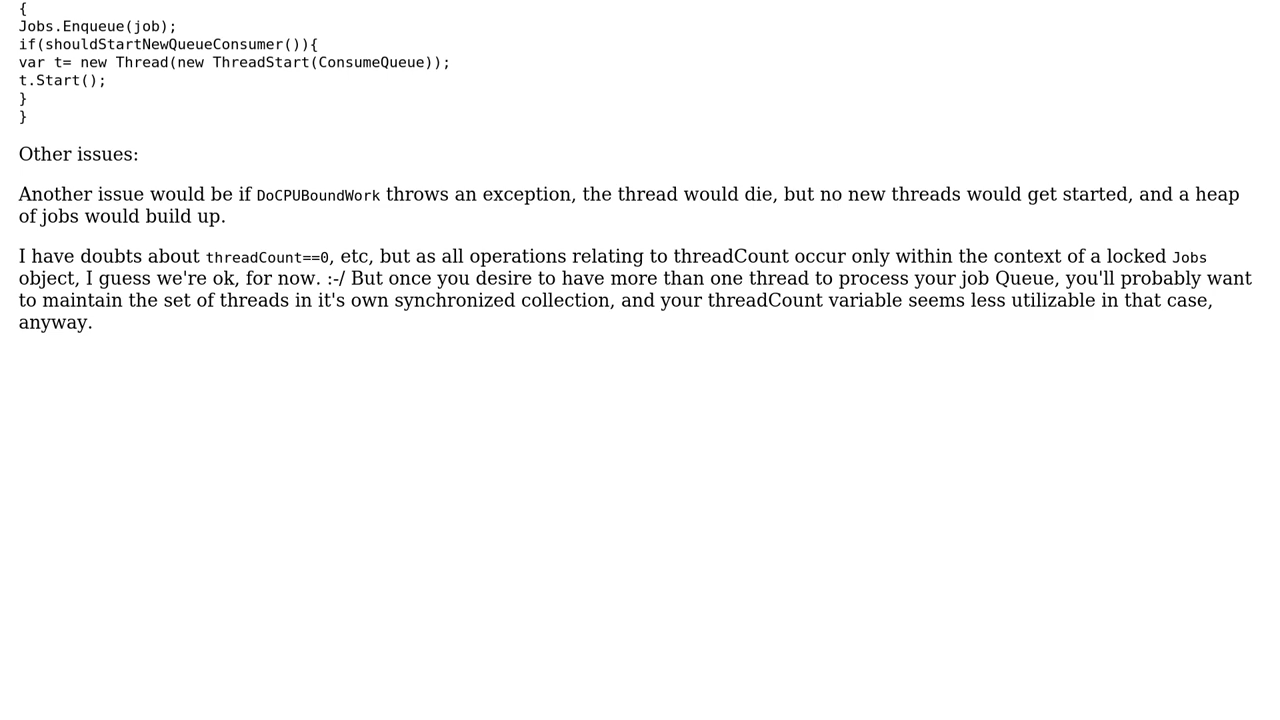 {
Jobs.Enqueue(job);
if(shouldStartNewQueueConsumer()){
var t= new Thread(new ThreadStart(ConsumeQueue));
t.Start();
}
}
Other issues:
Another issue would be if DoCPUBoundWork throws an exception, the thread would die, but no new threads would get started, and a heap
of jobs would build up.
I have doubts about threadCount==0, etc, but as all operations relating to threadCount occur only within the context of a locked Jobs
object, I guess we're ok, for now. :-/ But once you desire to have more than one thread to process your job Queue, you'll probably want
to maintain the set of threads in it's own synchronized collection, and your threadCount variable seems less utilizable in that case,
anyway.